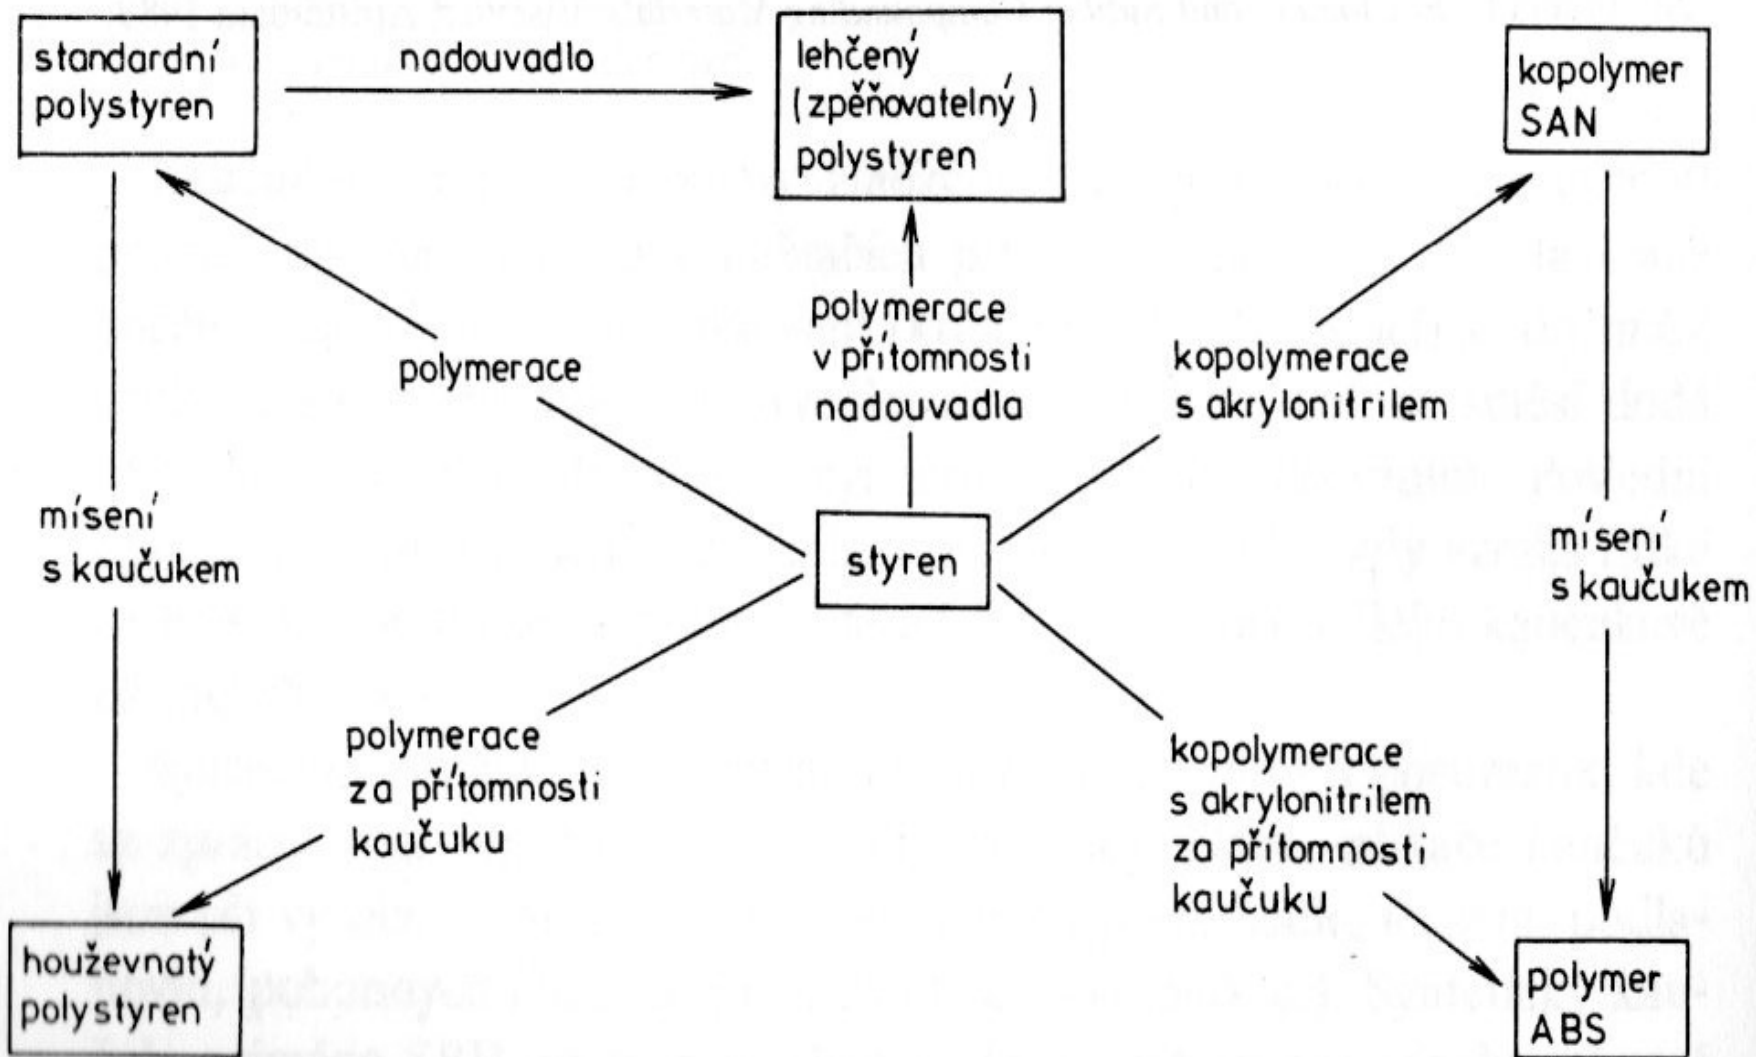 standardní
polystyren
nadouvadlo
lehčený
(zpěňovatelný)
polystyren
kopolymer
SAN
polymerace
polymerace
v přítomnosti
nadouvadla
kopolymerace
s akrylonitrilem
mísení
s kaučukem
styren
mísení
s kaučukem
polymerace
za přítomnosti
kaučuku
kopolymerace
s akrylonitrilem
za přítomnosti
kaučuku
houževnatý
polystyren
polymer
ABS